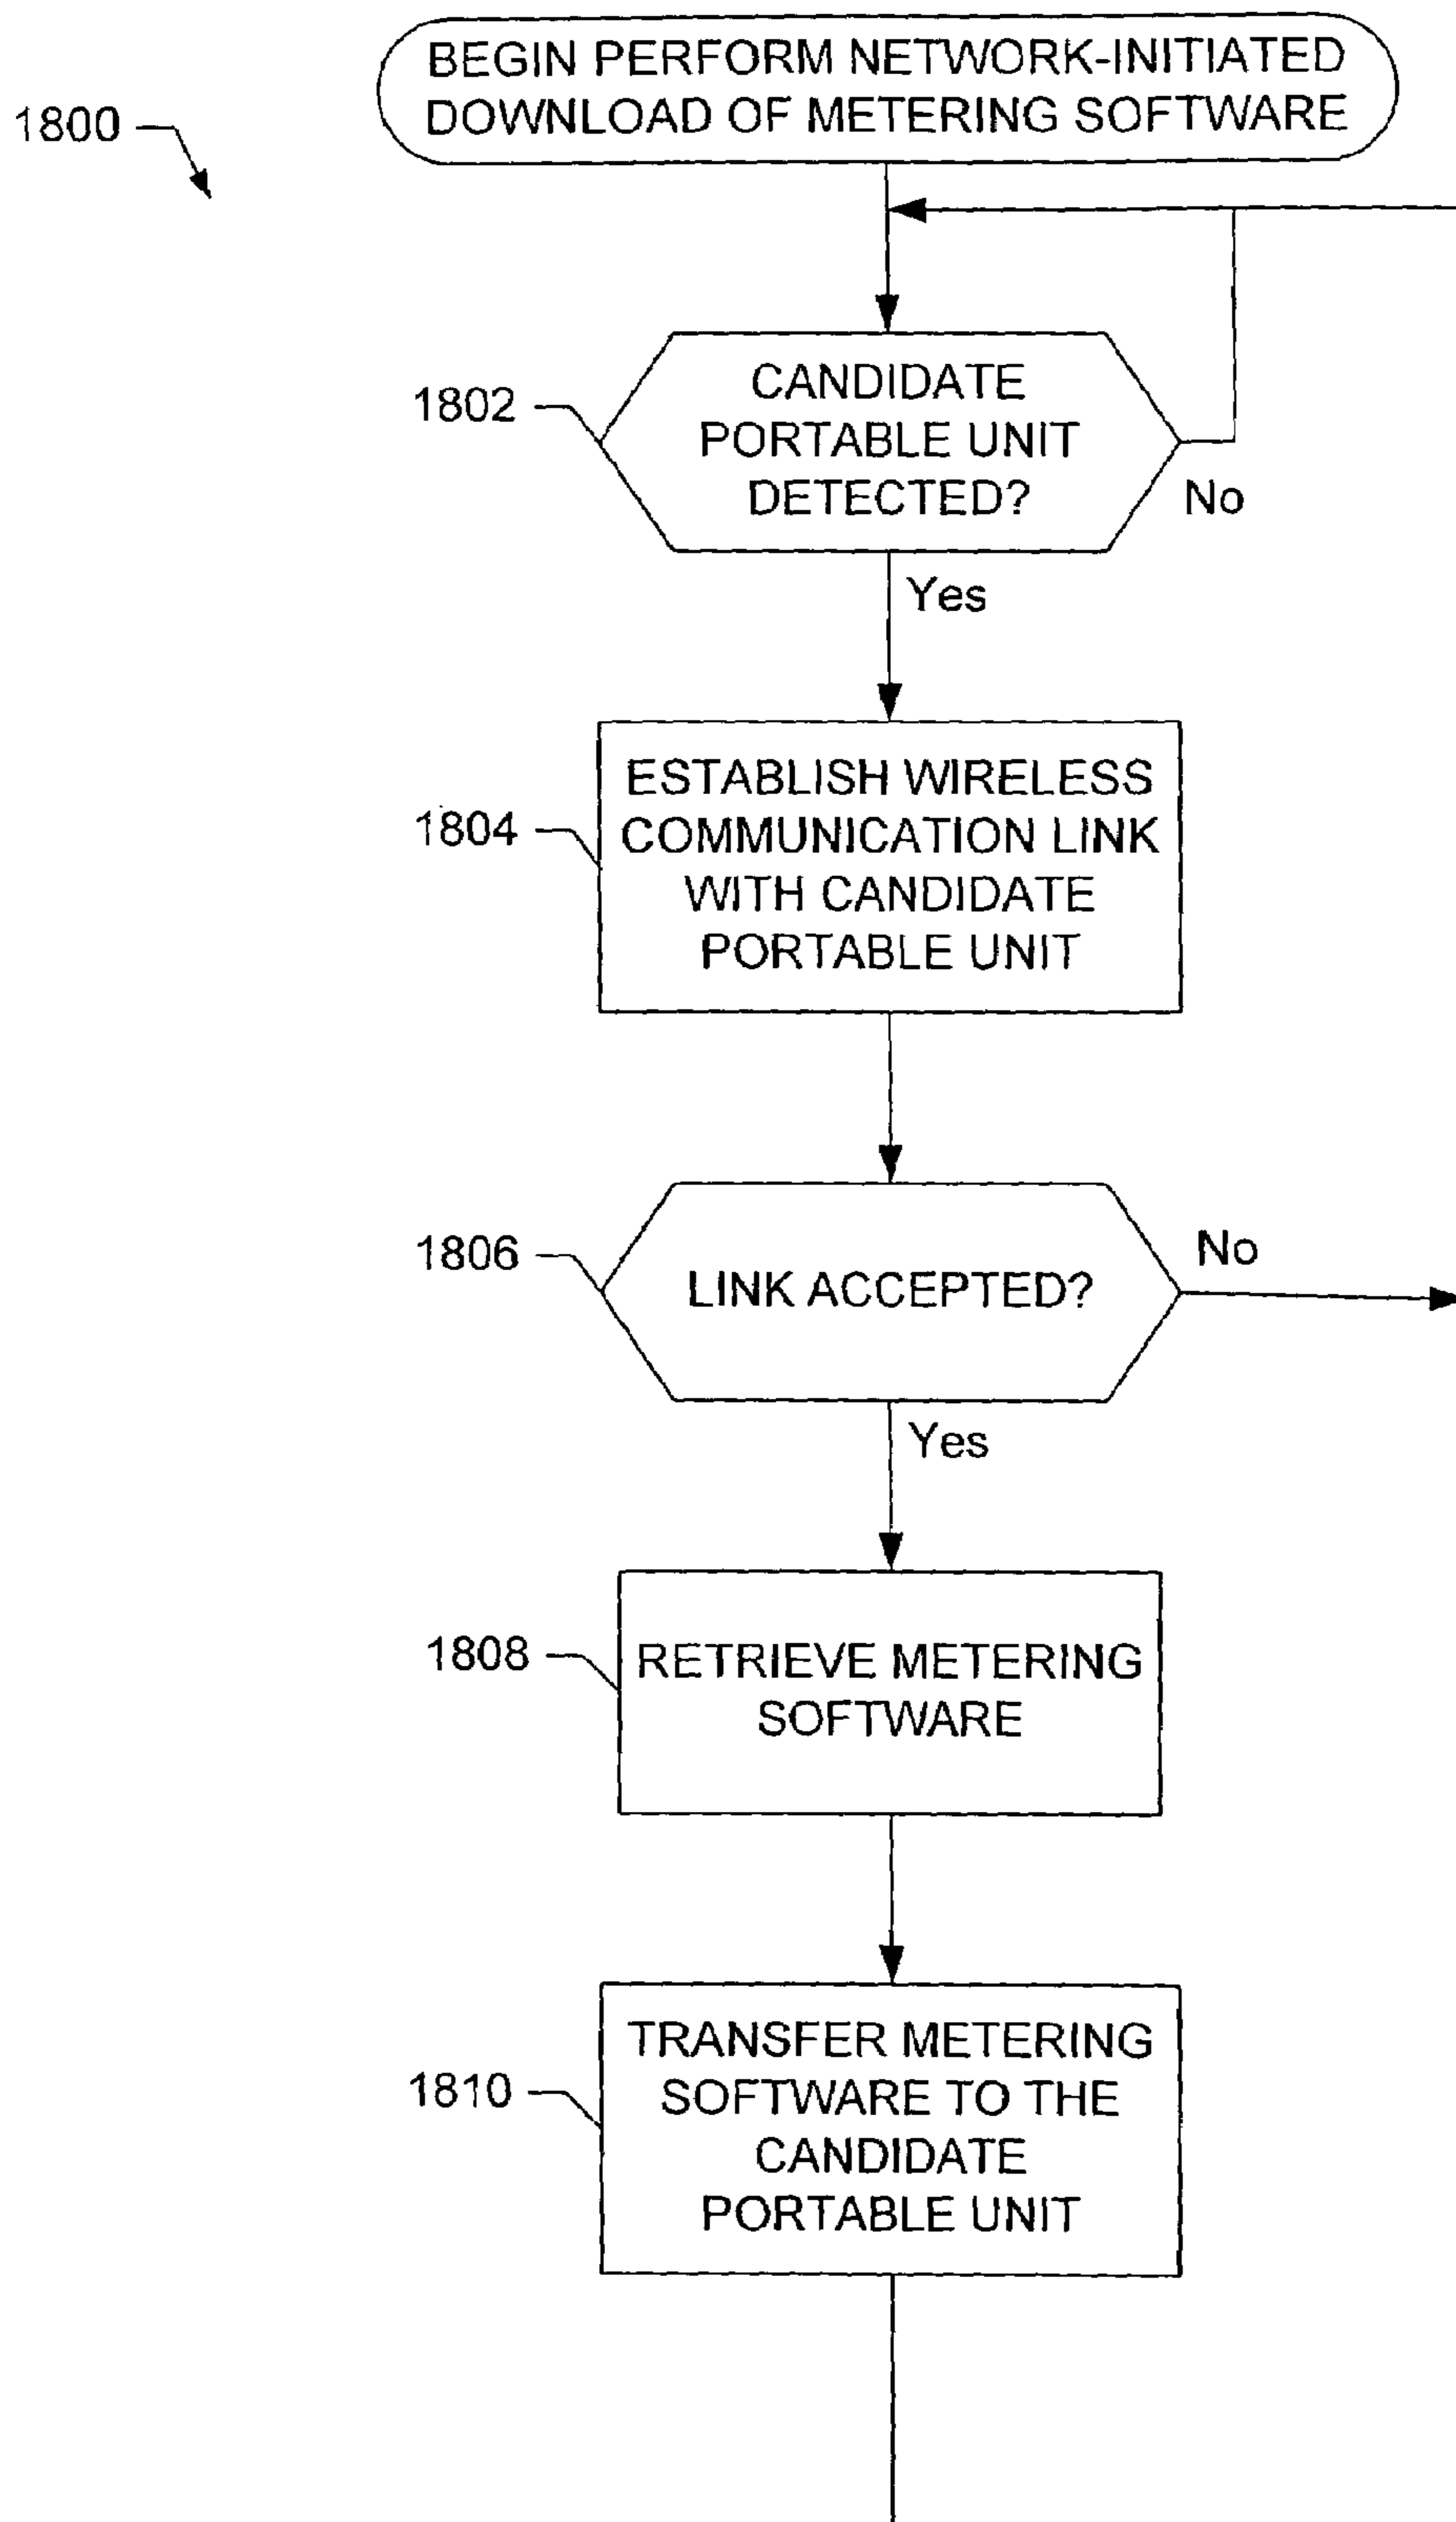 BEGIN PERFORM NETWORK-INITIATED
DOWNLOAD OF METERING SOFTWARE
1800
1802
CANDIDATE
PORTABLE UNIT
DETECTED?
No
Yes
1804
ESTABLISH WIRELESS
COMMUNICATION LINK
WITH CANDIDATE
PORTABLE UNIT
1806
LINK ACCEPTED?
No
Yes
1808
RETRIEVE METERING
SOFTWARE
1810
TRANSFER METERING
SOFTWARE TO THE
CANDIDATE
PORTABLE UNIT